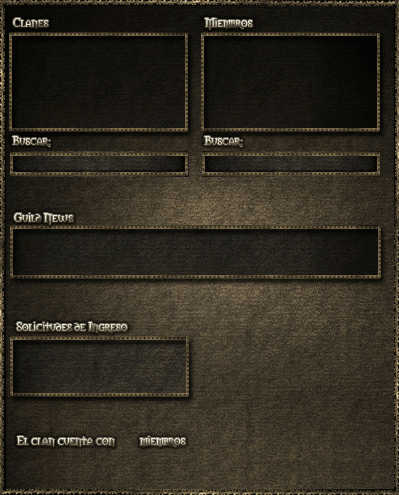 Clanes
Miembros
Buscar:
Buscar:
Guild News
Solicitudes de Ingreso
El clan cuenta con miembros